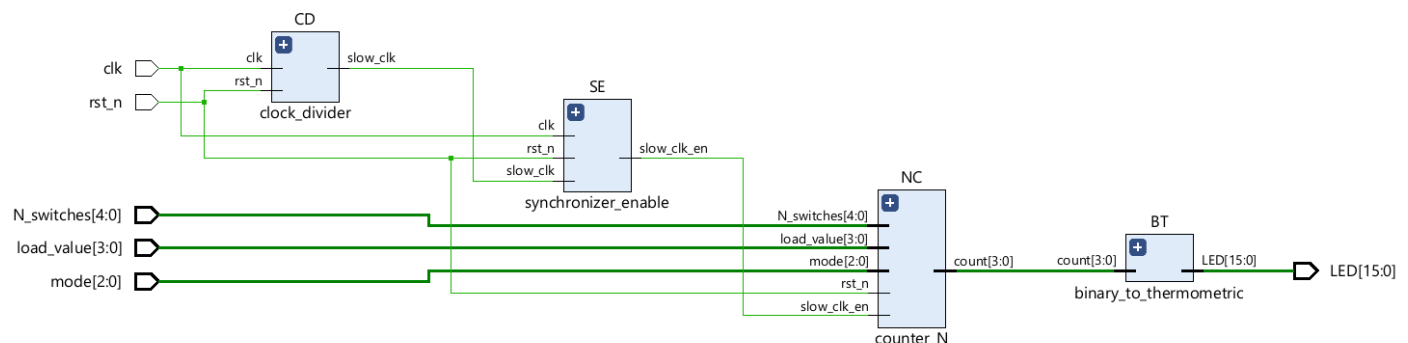 CD
clk
slow_clk
clk
rst_n
rst_n
clock_divider
SE
clk
rst_n
slow_clk_en
slow_clk
synchronizer_enable
NC
N_switches[4:0]
N_switches[4:0]
load_value[3:0]
load_value[3:0]
mode[2:0]
mode[2:0]
count[3:0]
rst_n
slow_clk_en
counter_N
BT
count[3:0]
LED[15:0]
LED[15:0]
binary_to_thermometric